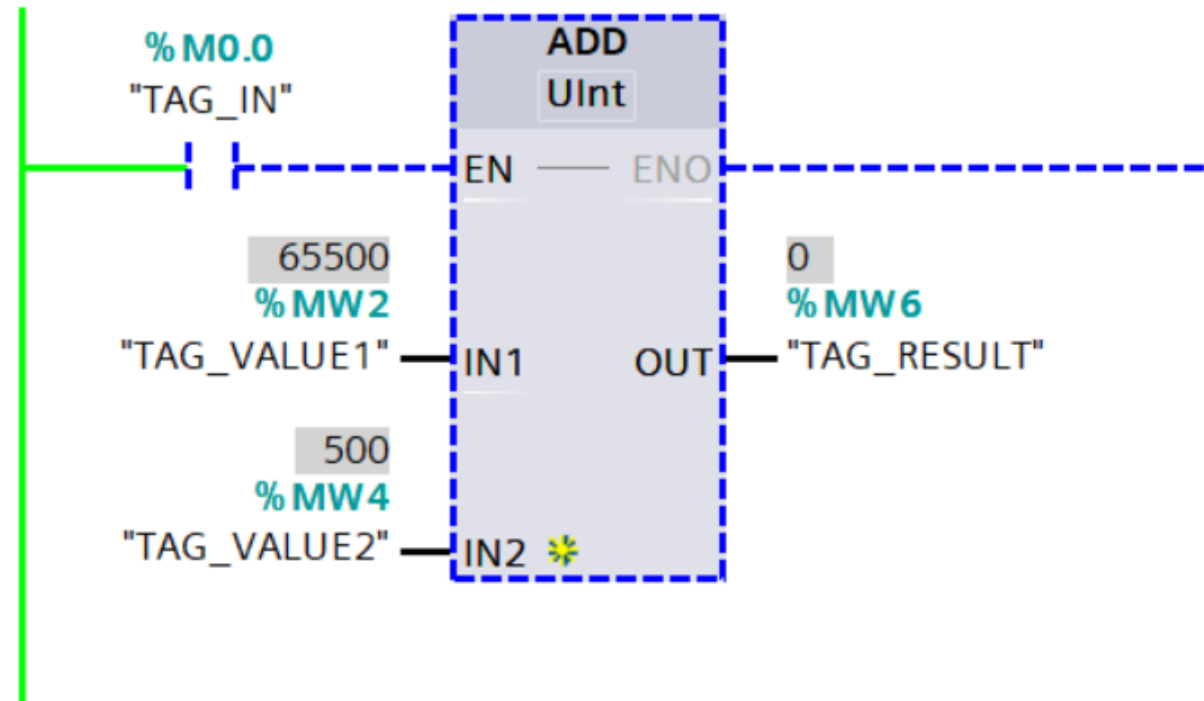 %M0.0
"TAG_IN"
ADD
UInt
EN
ENO
65500
%MW2
"TAG_VALUE1"
IN1
OUT
0
%MW6
"TAG_RESULT"
500
%MW4
"TAG_VALUE2"
IN2